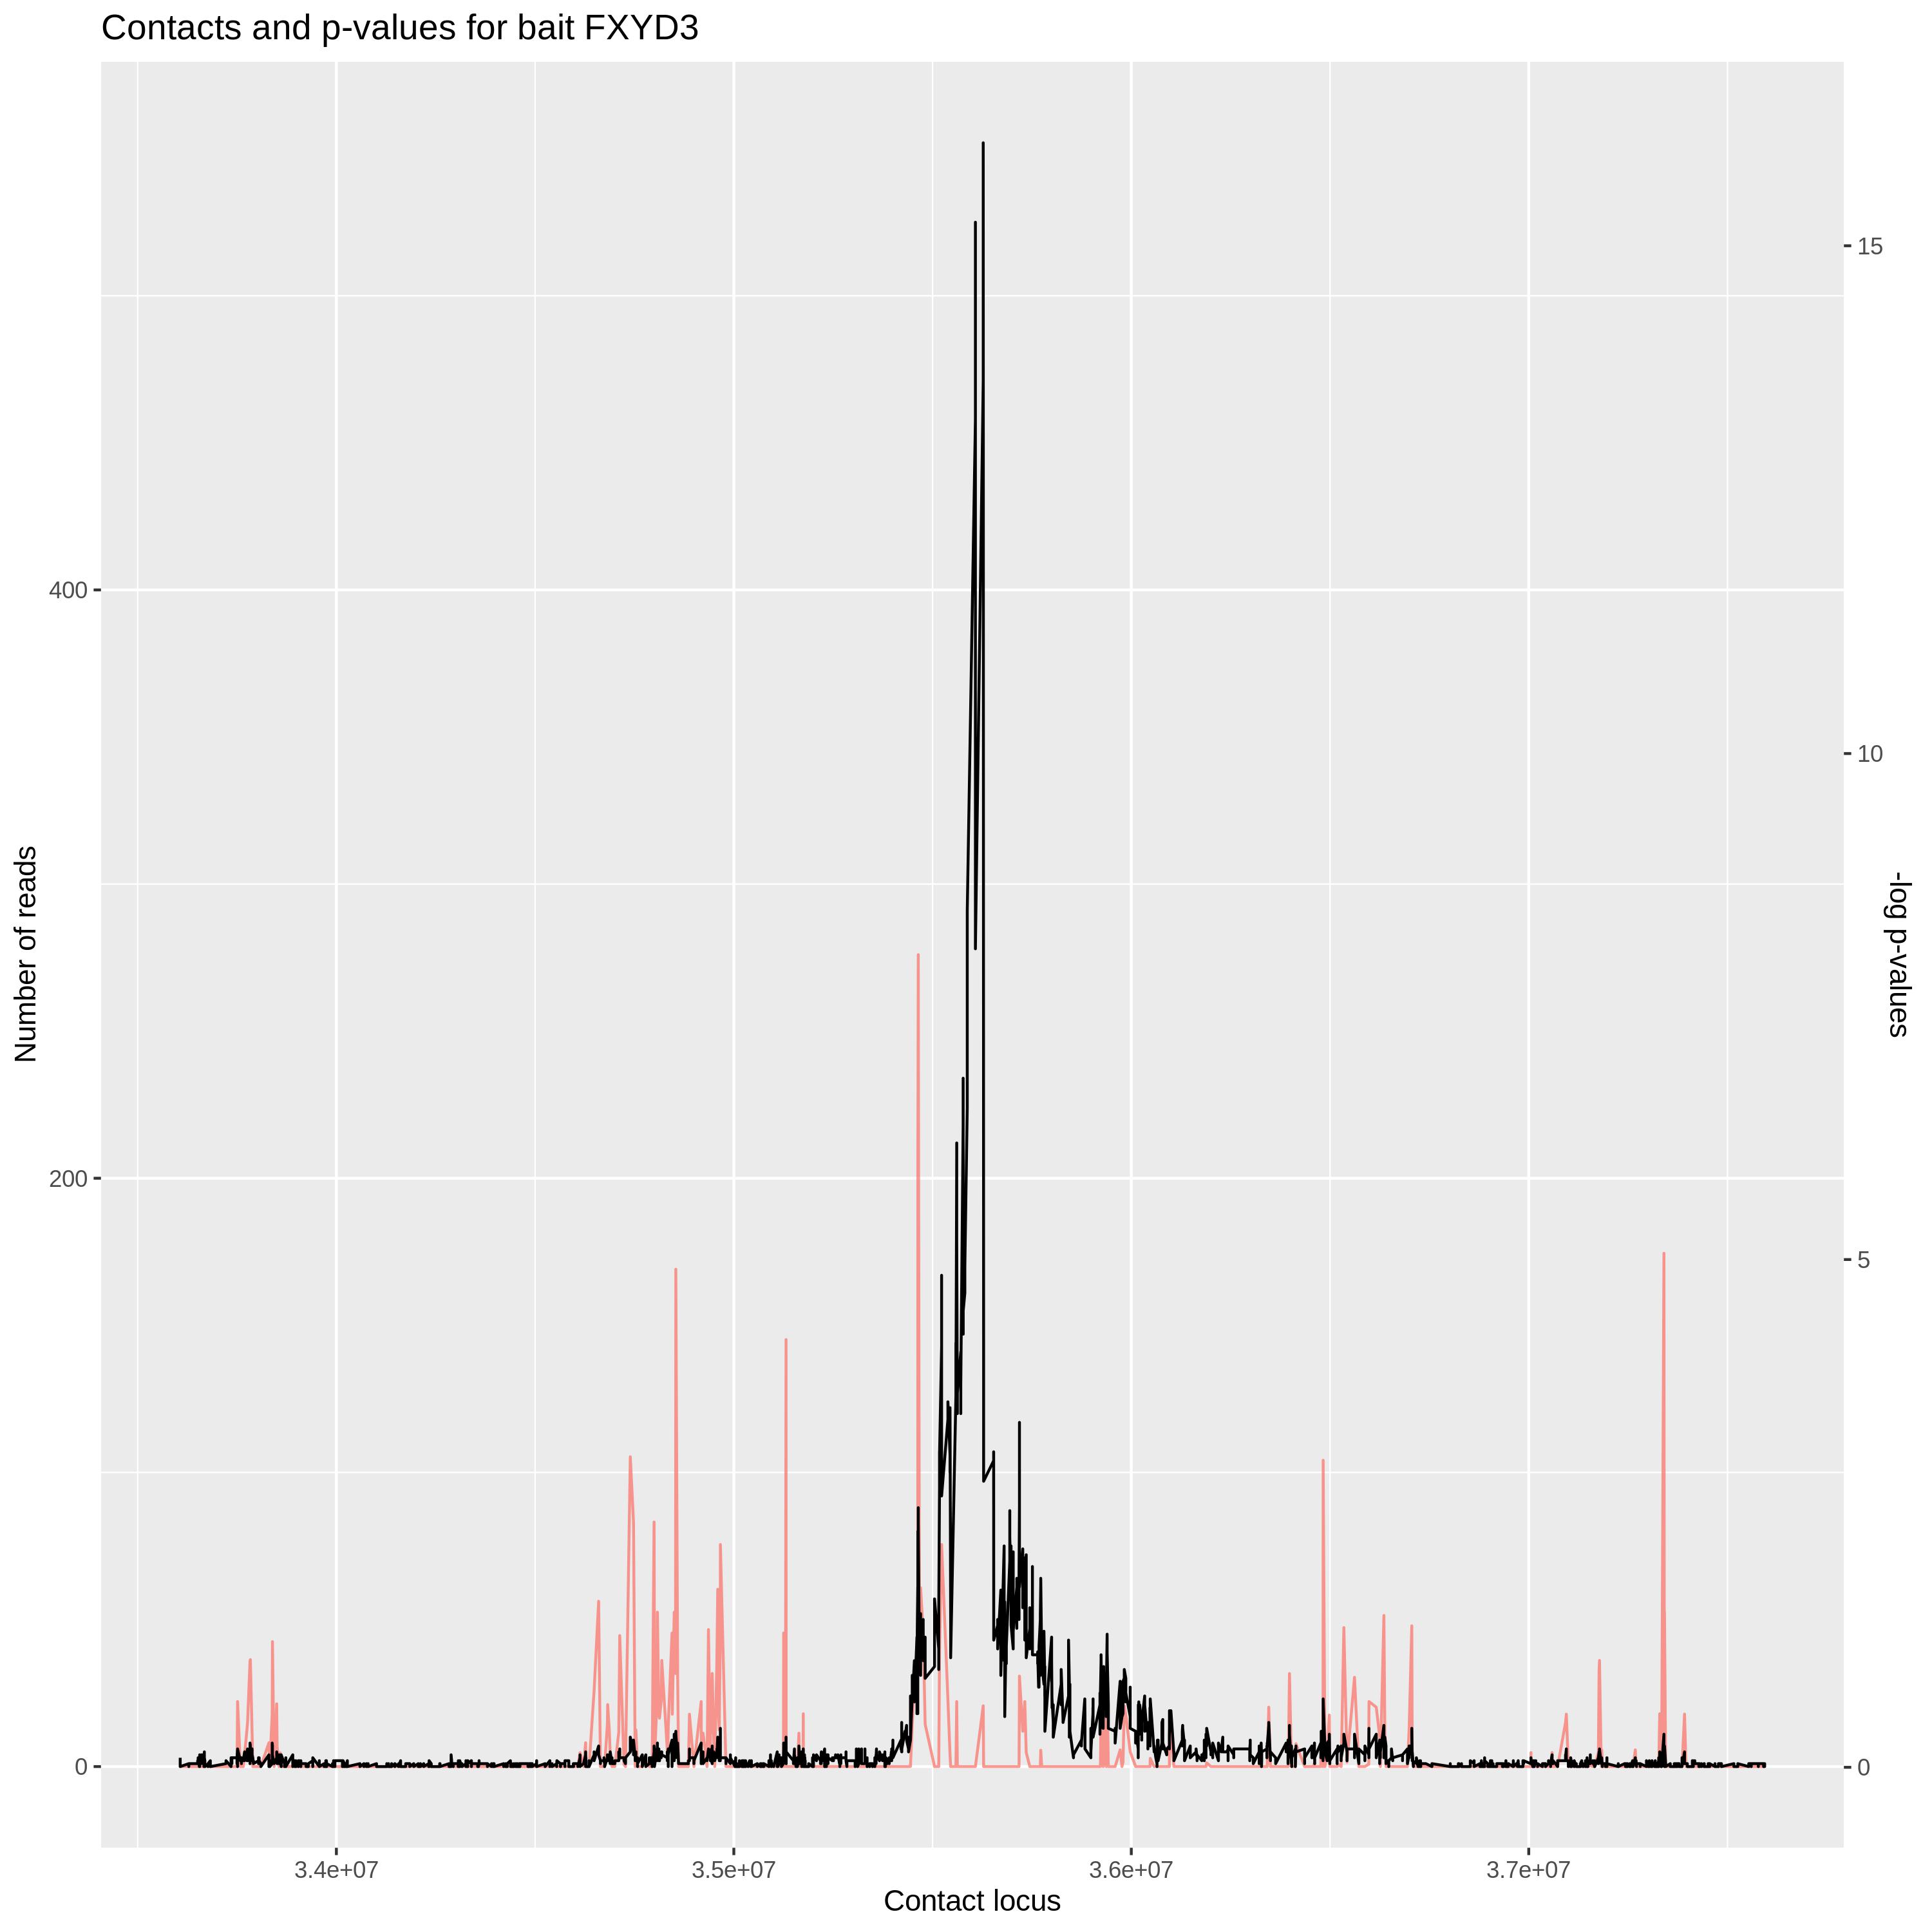 Contacts and p-values for bait FXYD3
15
400
10
Number of reads
-log p-values
200
5
0
0
3.4e+07
3.5e+07
3.6e+07
3.7e+07
Contact locus